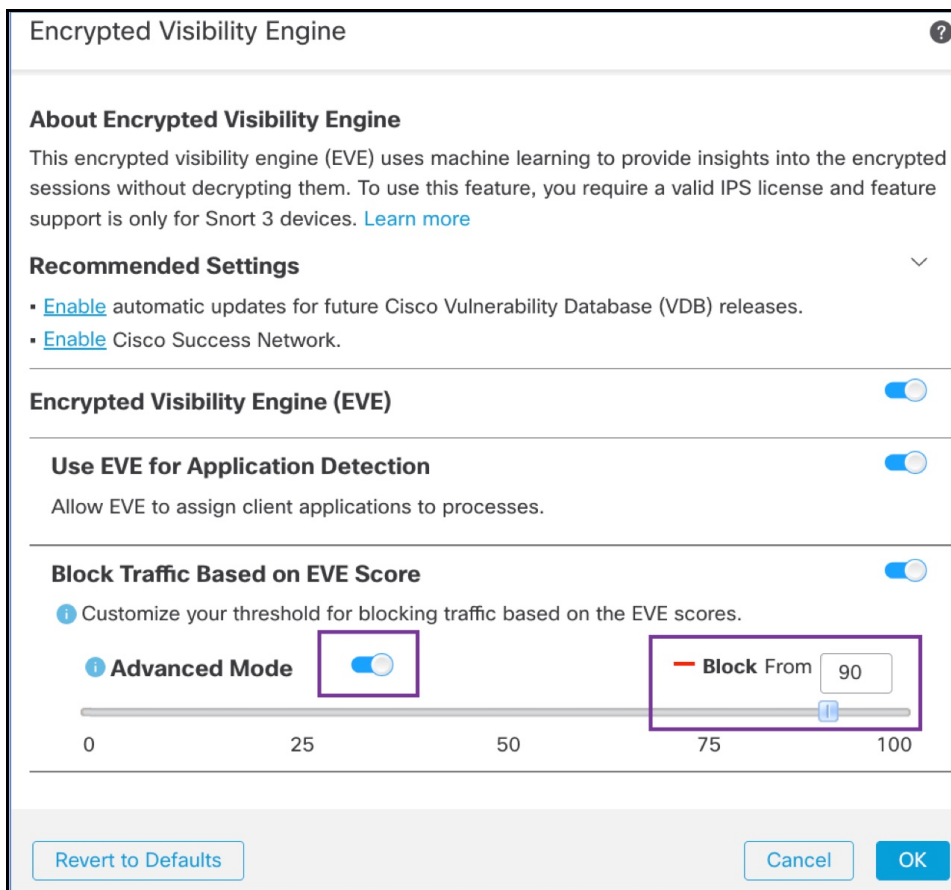 Encrypted Visibility Engine
?
About Encrypted Visibility Engine
This encrypted visibility engine (EVE) uses machine learning to provide insights into the encrypted
sessions without decrypting them. To use this feature, you require a valid IPS license and feature
support is only for Snort 3 devices. Learn more
Recommended Settings
▪ Enable automatic updates for future Cisco Vulnerability Database (VDB) releases.
▪ Enable Cisco Success Network.
Encrypted Visibility Engine (EVE)
Use EVE for Application Detection
Allow EVE to assign client applications to processes.
Block Traffic Based on EVE Score
i Customize your threshold for blocking traffic based on the EVE scores.
i Advanced Mode Block From 90
0 25 50 75 100
Revert to Defaults Cancel OK